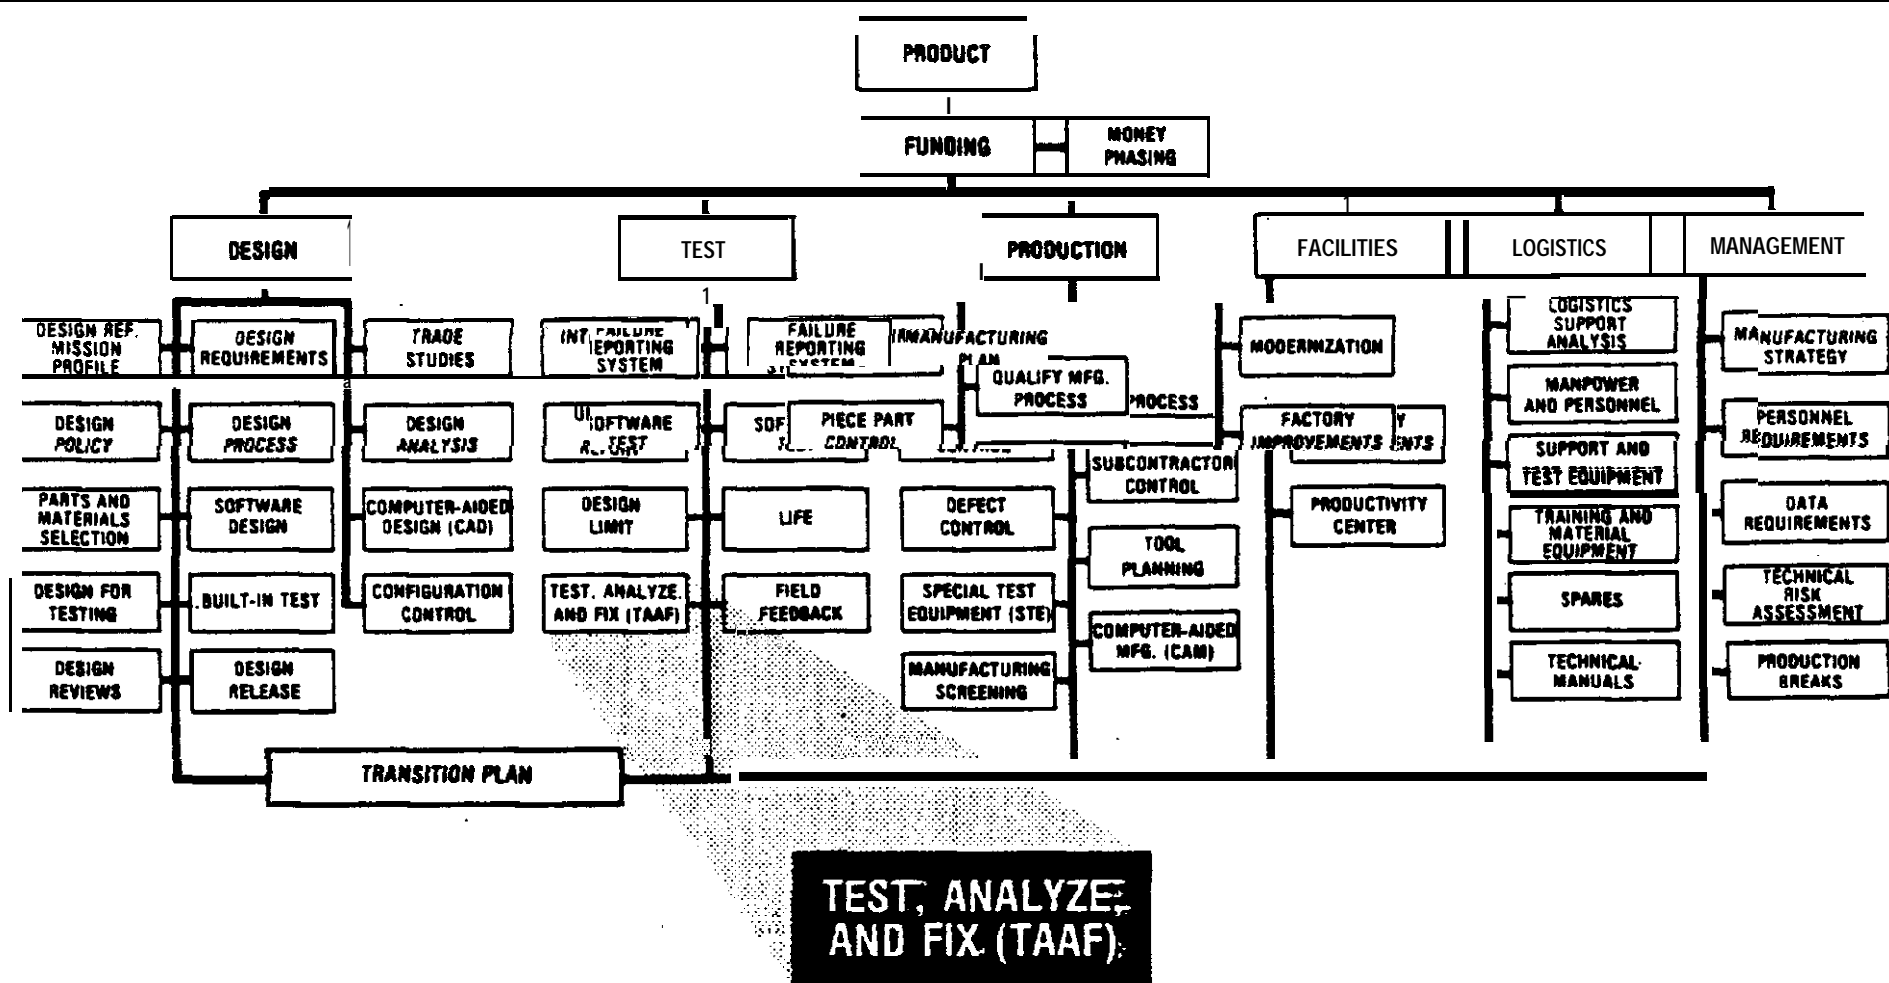 PRODUCT
FUNDING
MONEY
PHASING
DESIGN
TEST
PRODUCTION
FACILITIES
LOGISTICS
MANAGEMENT
DESIGN REF.
MISSION
PROFILE
DESIGN
REQUIREMENTS
TRADE
STUDIES
FAILURE
REPORTING
SYSTEM
FAILURE
REPORTING
SYSTEM
MANUFACTURING
PLAN
QUALIFY MFG.
PROCESS
PROCESS
MODERNIZATION
LOGISTICS
SUPPORT
ANALYSIS
MANUFACTURING
STRATEGY
DESIGN
POLICY
DESIGN
PROCESS
DESIGN
ANALYSIS
SOFTWARE
TEST
PIECE PART
CONTROL
SUBCONTRACTOR
CONTROL
FACTORY
IMPROVEMENTS
MANPOWER
AND PERSONNEL
PERSONNEL
REQUIREMENTS
PARTS AND
MATERIALS
SELECTION
SOFTWARE
DESIGN
COMPUTER-AIDED
DESIGN (CAD)
DESIGN
LIMIT
LIFE
DEFECT
CONTROL
TOOL
PLANNING
PRODUCTIVITY
CENTER
SUPPORT AND
TEST EQUIPMENT
DATA
REQUIREMENTS
TRAINING AND
MATERIAL
EQUIPMENT
DESIGN FOR
TESTING
BUILT-IN TEST
CONFIGURATION
CONTROL
TEST, ANALYZE,
AND FIX (TAAF)
FIELD
FEEDBACK
SPECIAL TEST
EQUIPMENT (STE)
COMPUTER-AIDED
MFG. (CAM)
SPARES
TECHNICAL
RISK
ASSESSMENT
DESIGN
REVIEWS
DESIGN
RELEASE
MANUFACTURING
SCREENING
TECHNICAL
MANUALS
PRODUCTION
BREAKS
TRANSITION PLAN
TEST, ANALYZE,
AND FIX (TAAF)